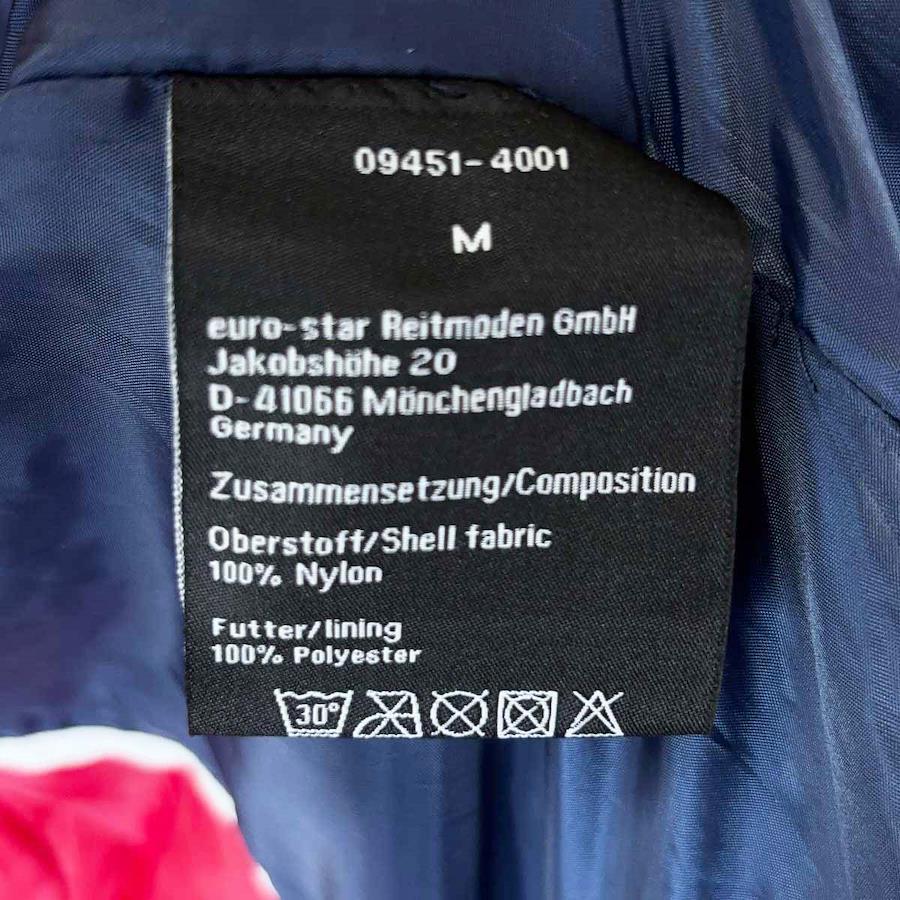 09451-4001
M
euro-star Reitmoden GmbH
Jakobshöhe 20
D-41066 Mönchengladbach
Germany
Zusammensetzung/Composition
Oberstoff/Shell fabric
100% Nylon
Futter/lining
100% Polyester
30°